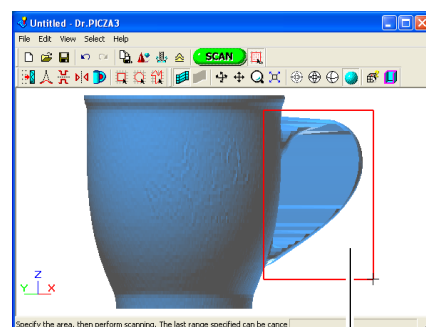 Untitled - Dr.PICZA3
File Edit View Select Help
SCAN
Z
Y X
Specify the area, then perform scanning. The last range specified can be cance